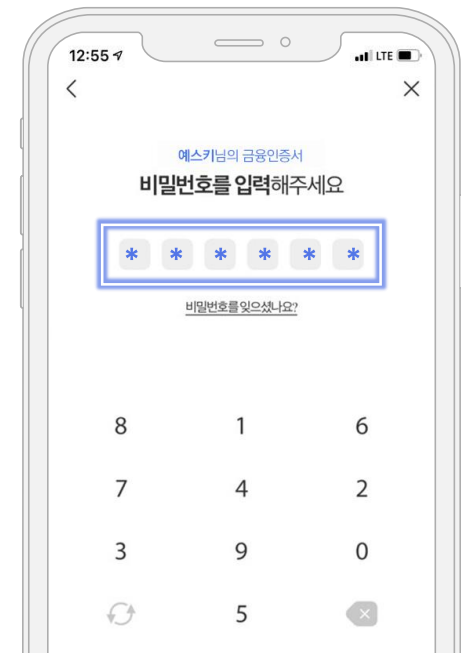 12:55 LTE
예스키님의 금융인증서
비밀번호를 입력해주세요
* * * * * *
비밀번호를 잊으셨나요?
8 1 6
7 4 2
3 9 0
5